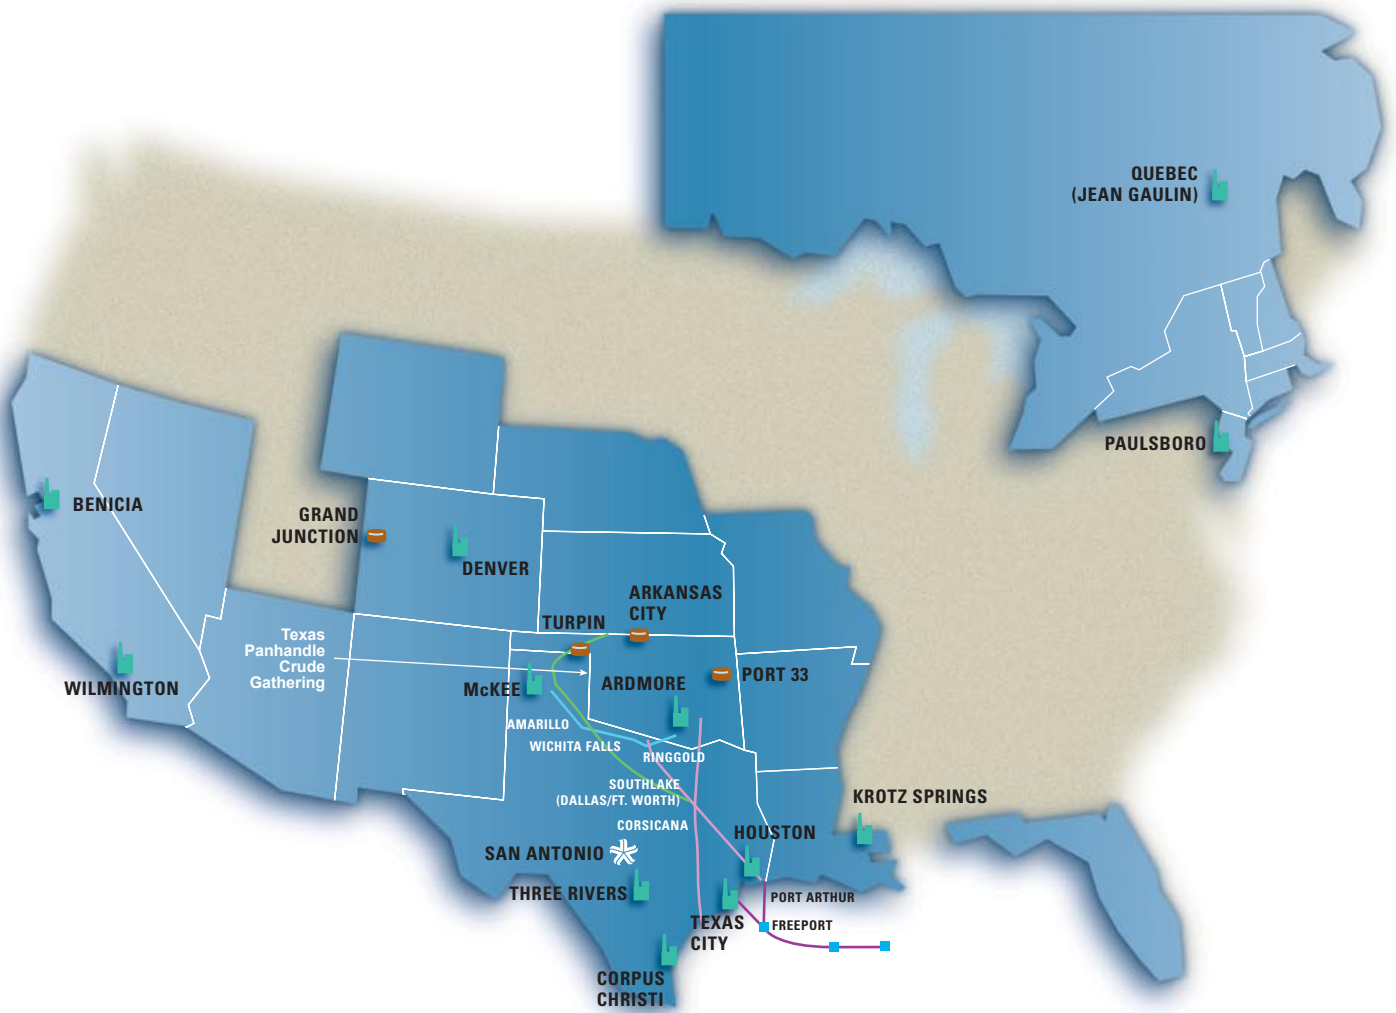 QUEBEC
(JEAN GAULIN)
PAULSBORO
BENICIA
GRAND
JUNCTION
DENVER
ARKANSAS
CITY
TURPIN
Texas
Panhandle
Crude
Gathering
WILMINGTON
McKEE
ARDMORE
PORT 33
AMARILLO
WICHITA FALLS
RINGGOLD
SOUTHLAKE
(DALLAS/FT. WORTH)
CORSICANA
KROTZ SPRINGS
HOUSTON
SAN ANTONIO
THREE RIVERS
PORT ARTHUR
TEXAS
CITY
FREEPORT
CORPUS
CHRISTI